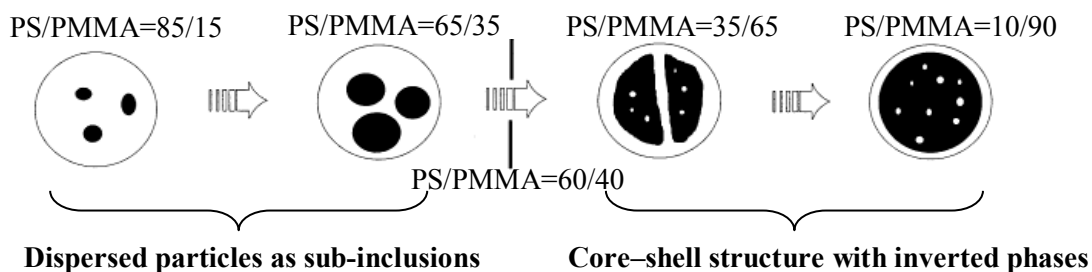 PS/PMMA=85/15
PS/PMMA=65/35
PS/PMMA=35/65
PS/PMMA=10/90
PS/PMMA=60/40
Dispersed particles as sub-inclusions
Core–shell structure with inverted phases